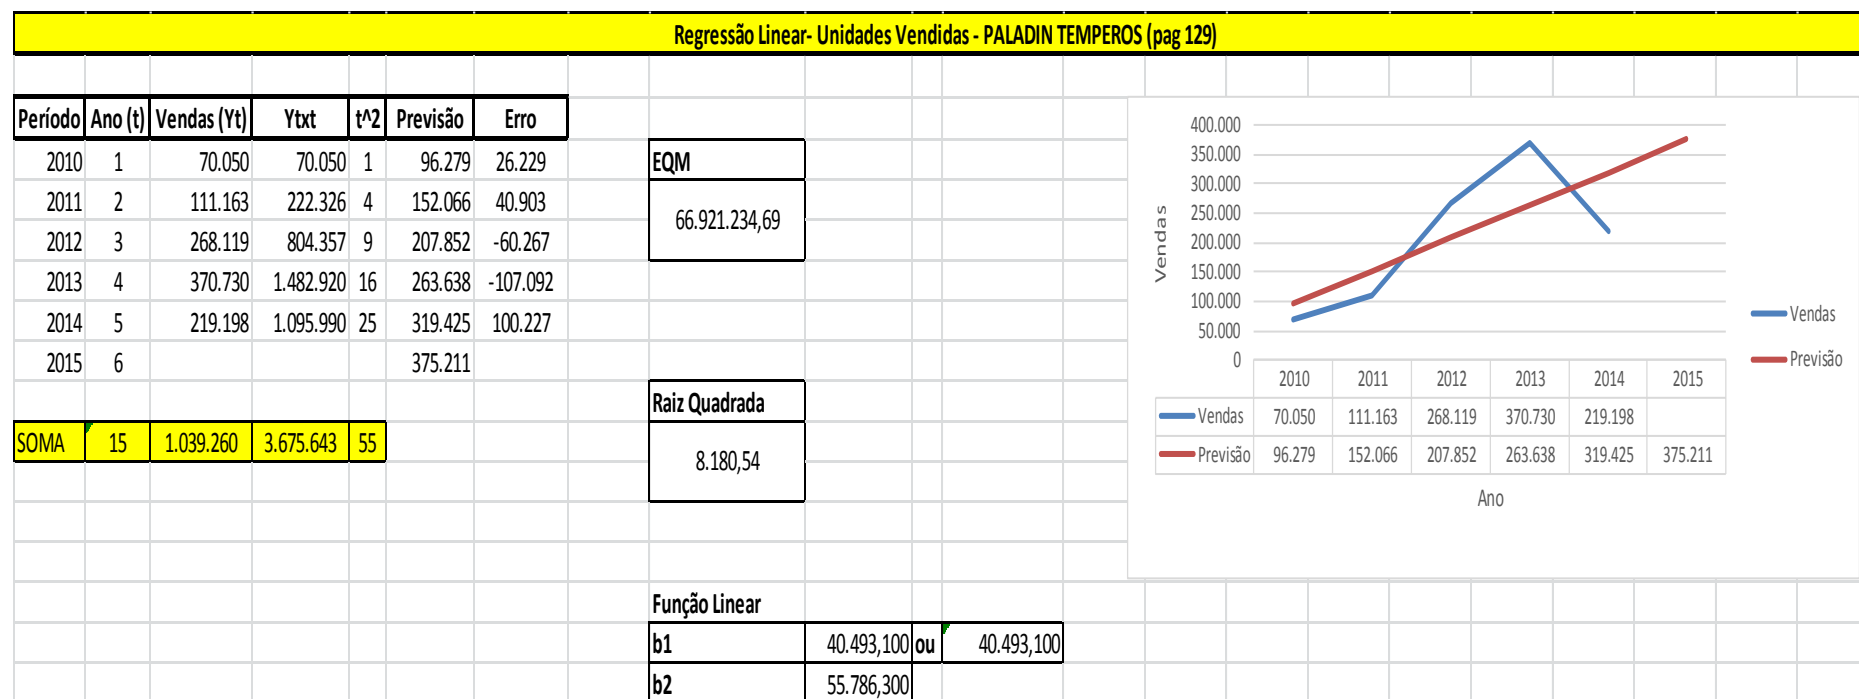 Regressão Linear- Unidades Vendidas - PALADIN TEMPEROS (pag 129)
Período Ano (t) Vendas (Yt) Ytxt t^2 Previsão Erro
2010 1 70.050 70.050 1 96.279 26.229
2011 2 111.163 222.326 4 152.066 40.903
2012 3 268.119 804.357 9 207.852 -60.267
2013 4 370.730 1.482.920 16 263.638 -107.092
2014 5 219.198 1.095.990 25 319.425 100.227
2015 6 375.211
SOMA 15 1.039.260 3.675.643 55
EQM
66.921.234,69
Raiz Quadrada
8.180,54
Função Linear
b1 40.493,100 ou 40.493,100
b2 55.786,300
Vendas
400.000
350.000
300.000
250.000
200.000
150.000
100.000
50.000
0
2010 2011 2012 2013 2014 2015
Vendas 70.050 111.163 268.119 370.730 219.198
Previsão 96.279 152.066 207.852 263.638 319.425 375.211
Ano
Vendas
Previsão